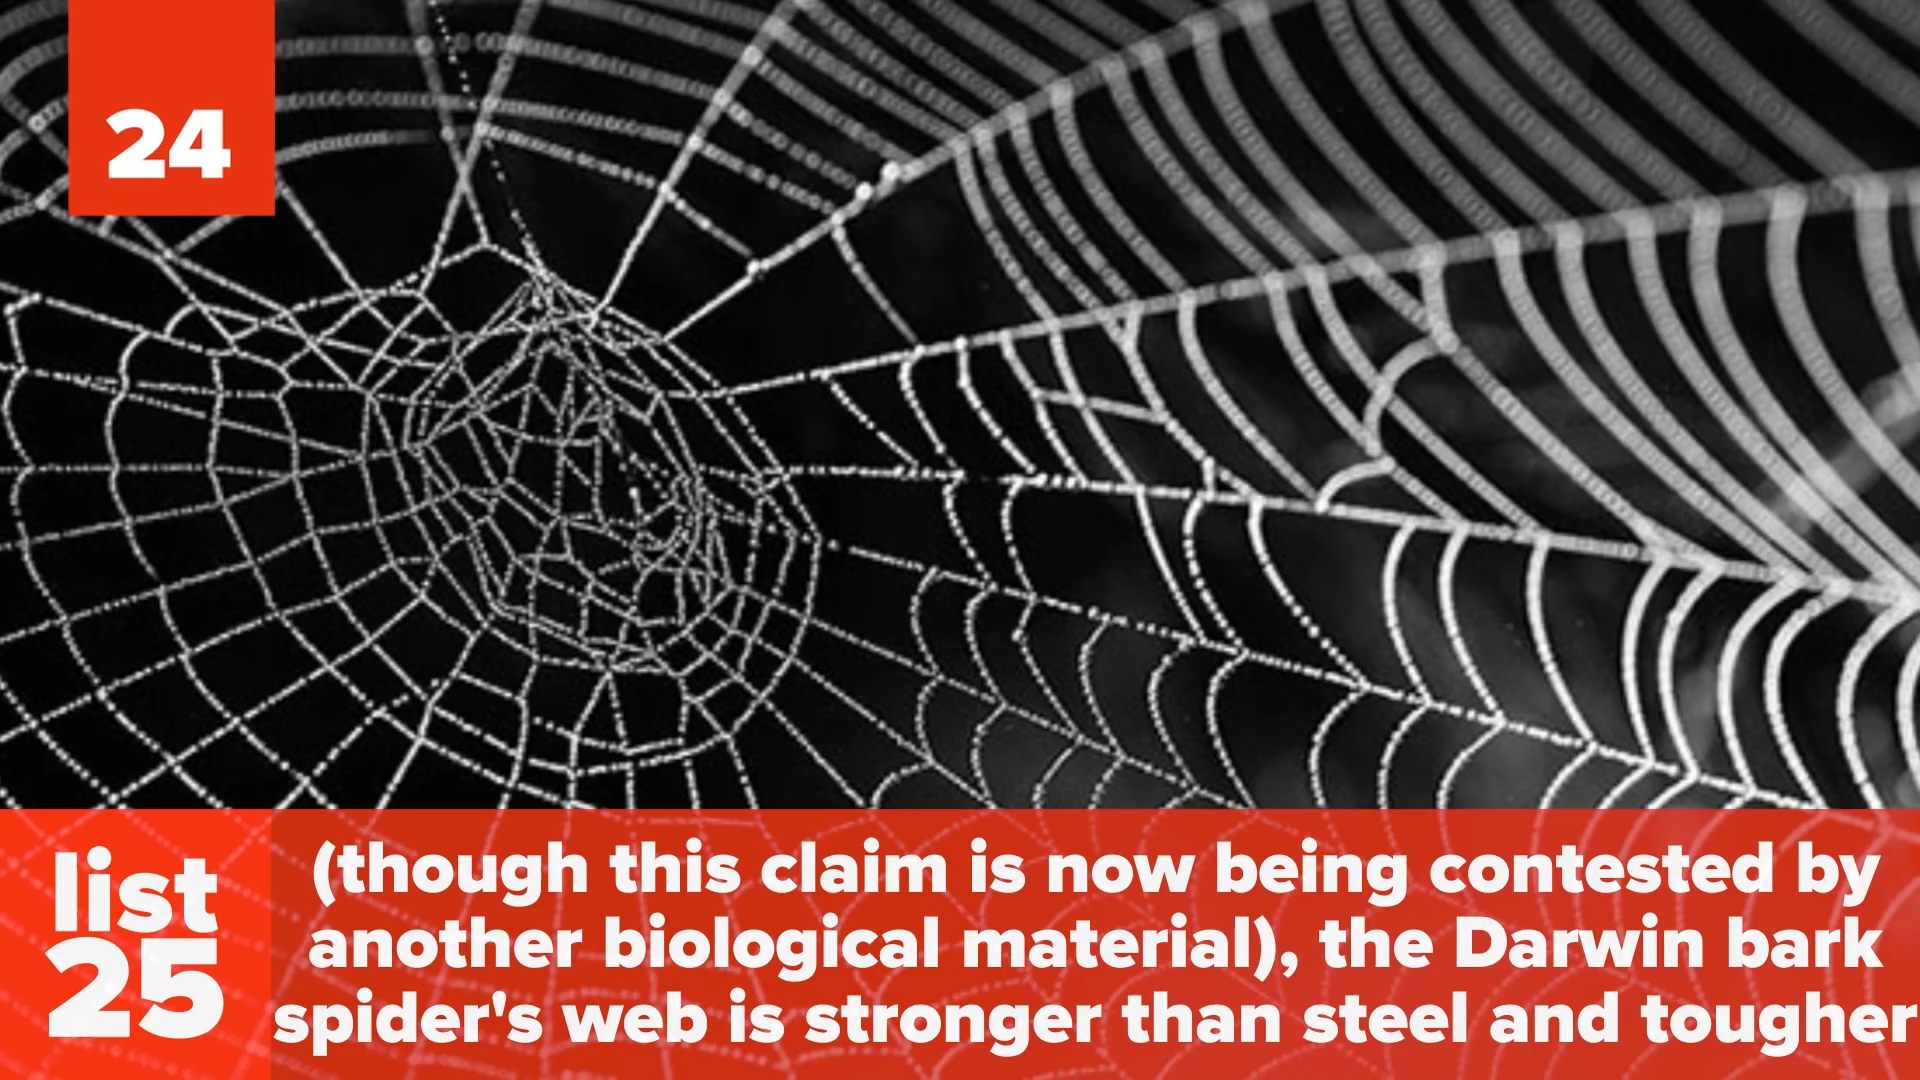 24
list
25
(though this claim is now being contested by
another biological material), the Darwin bark
spider's web is stronger than steel and tougher